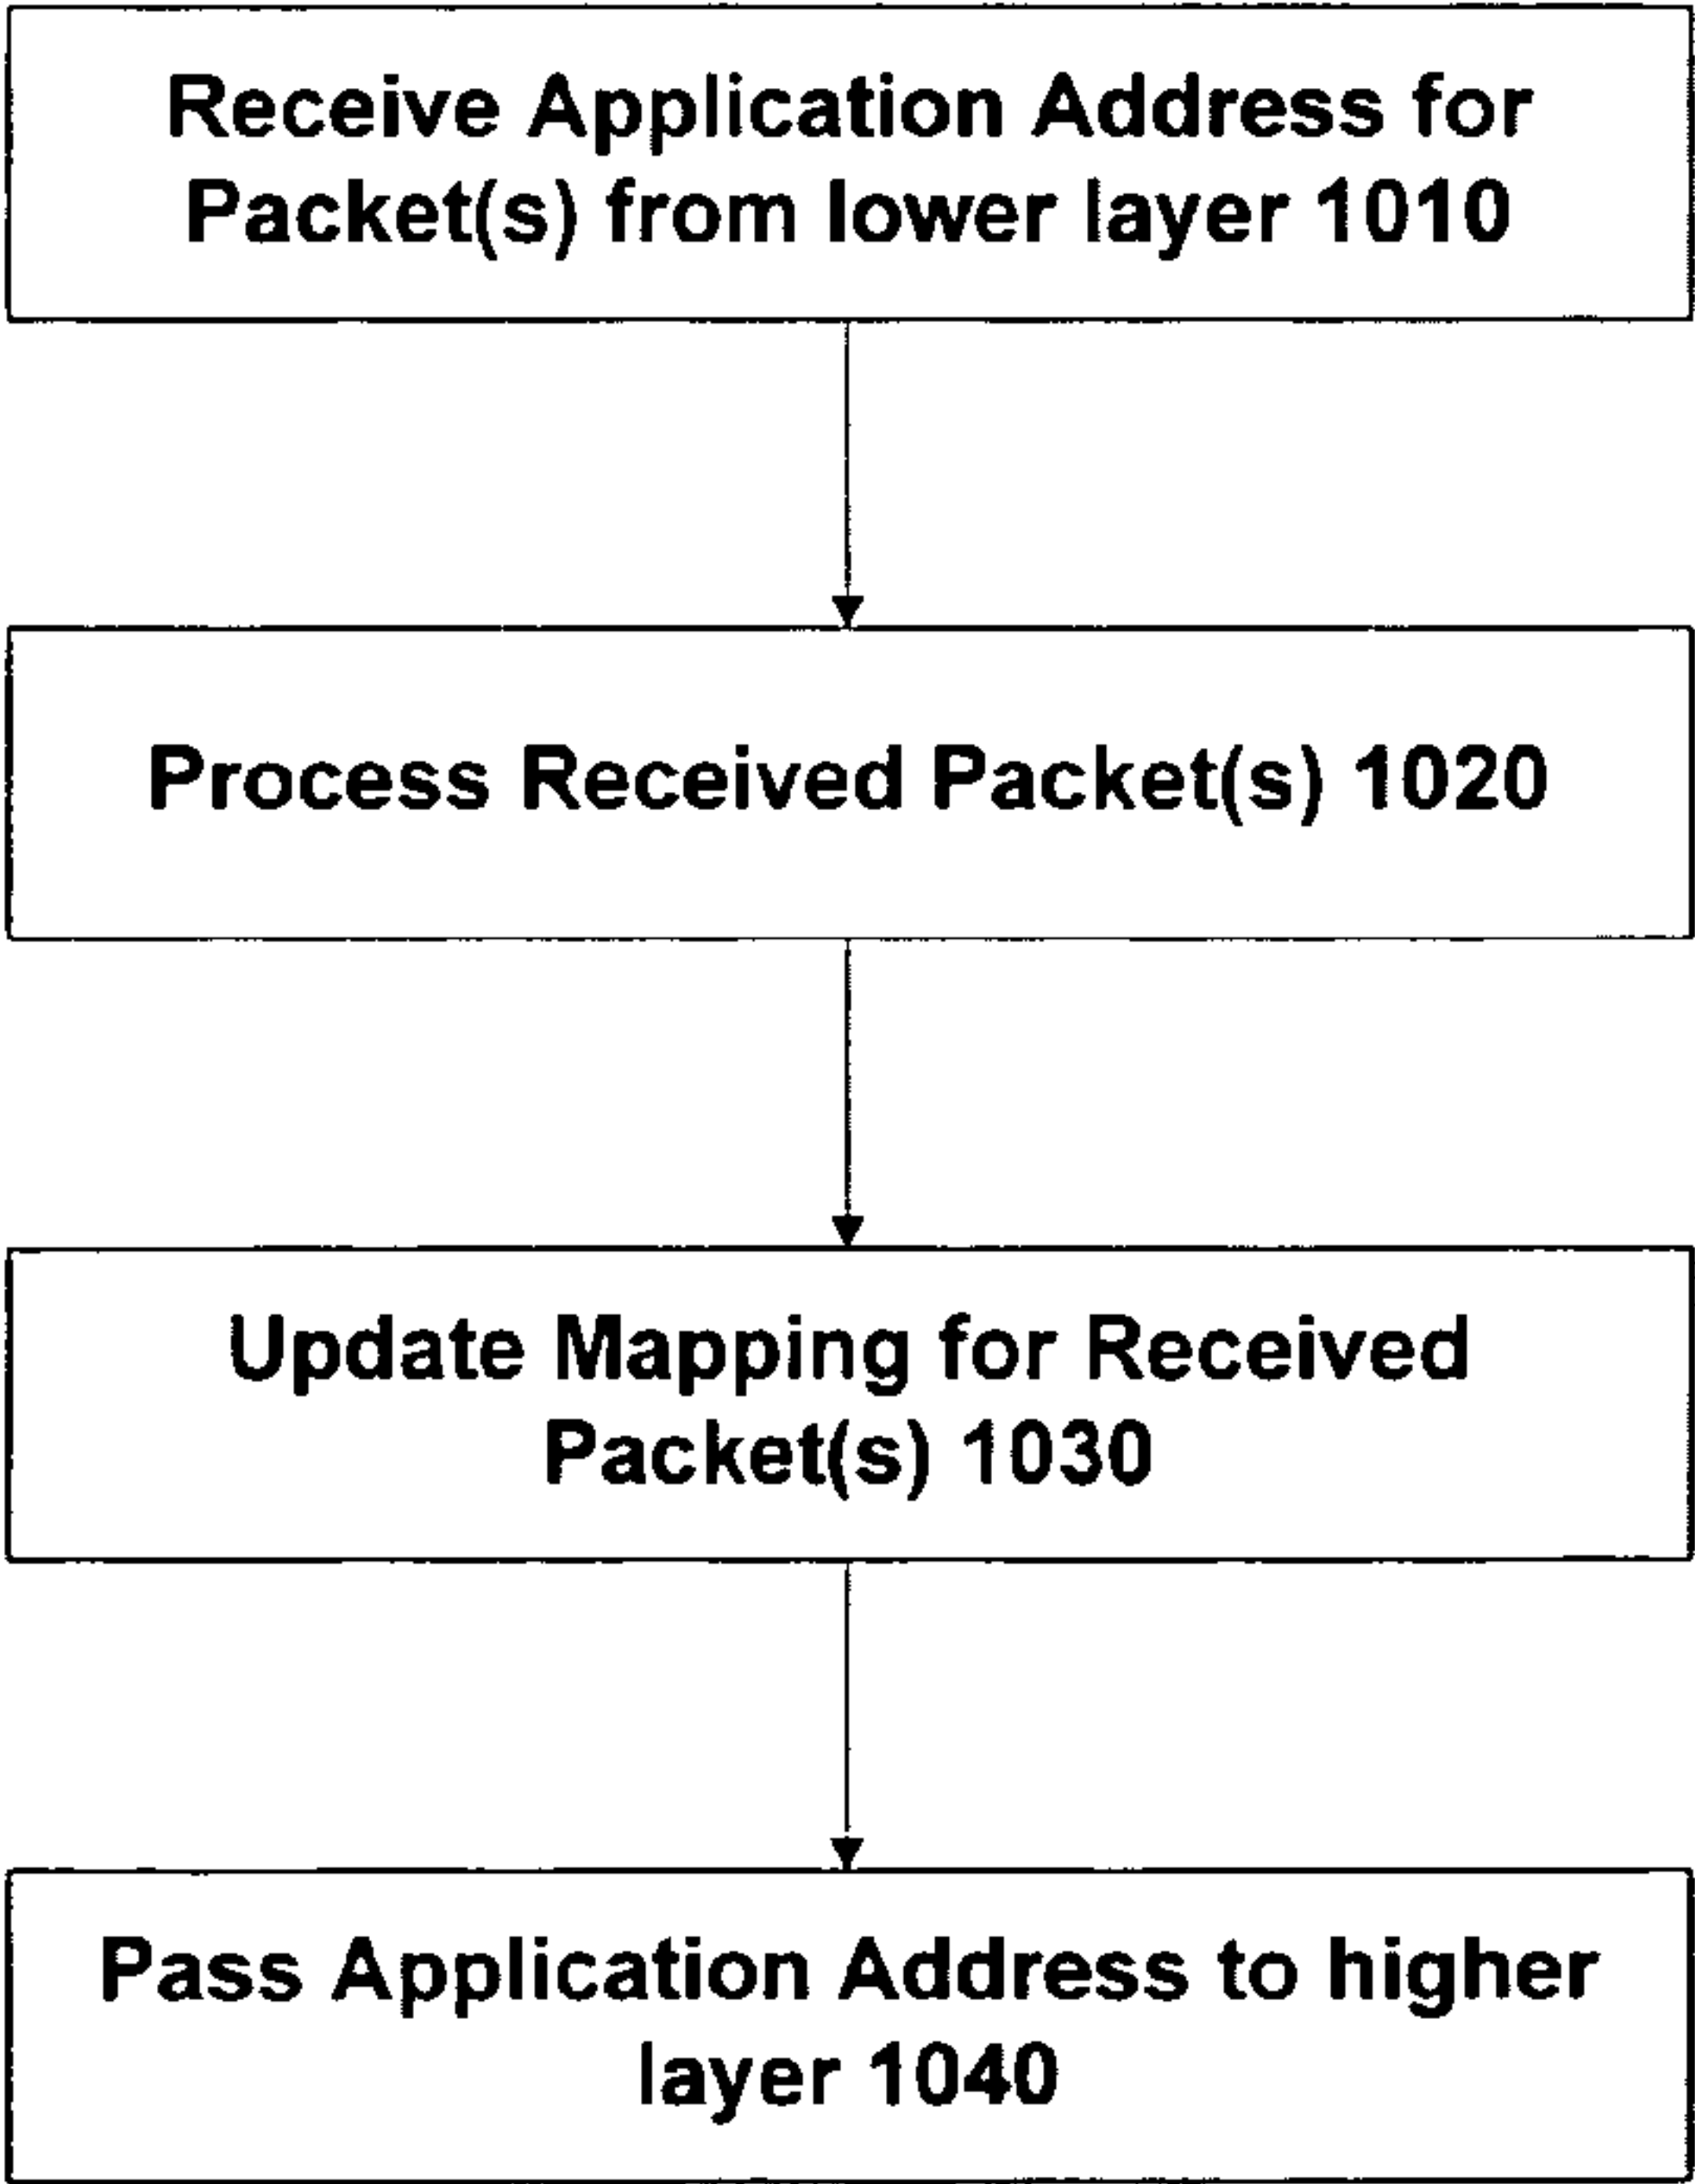 Receive Application Address for
Packet(s) from lower layer 1010
Process Received Packet(s) 1020
Update Mapping for Received
Packet(s) 1030
Pass Application Address to higher
layer 1040